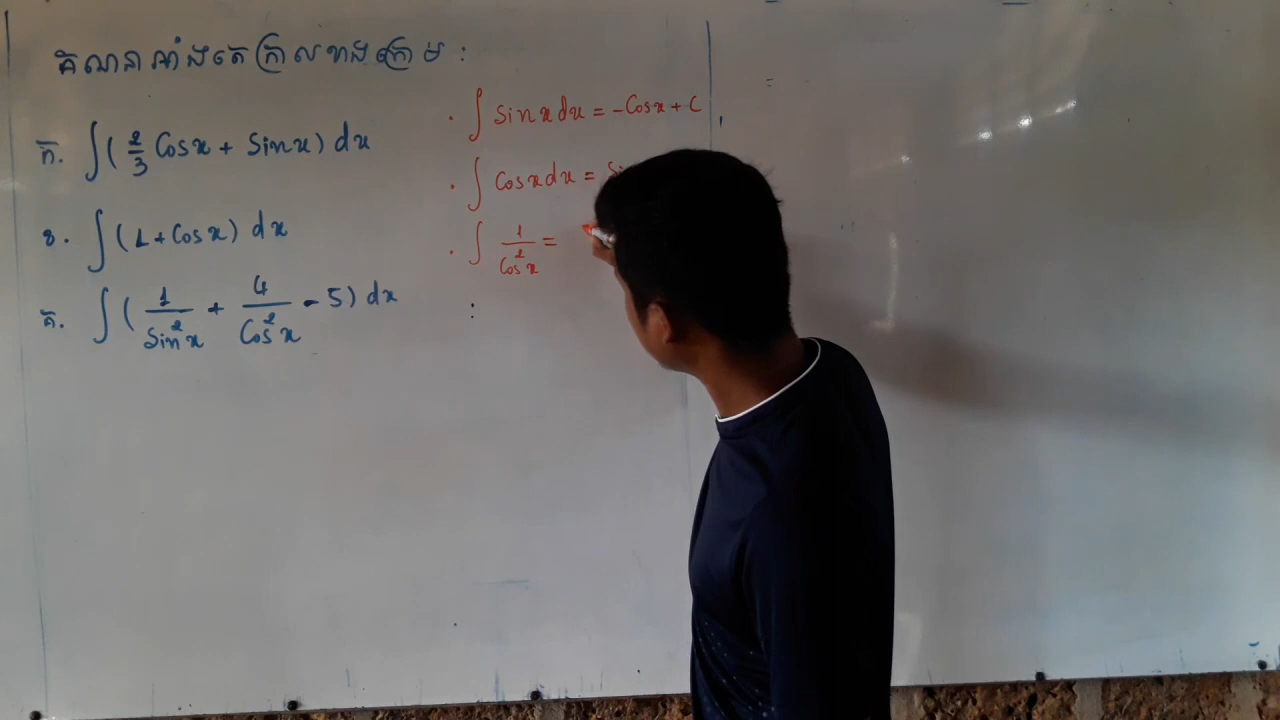 គណនាអាំងតេក្រាលខាងក្រោម :
ក. ∫(2/3 Cosx + Sinx) dx
ខ. ∫(1 + Cosx) dx
គ. ∫(1/Sin²x + 4/Cos²x - 5) dx
. ∫ Sinx dx = -Cosx + C
. ∫ Cosx dx =
. ∫ 1/Cos²x =